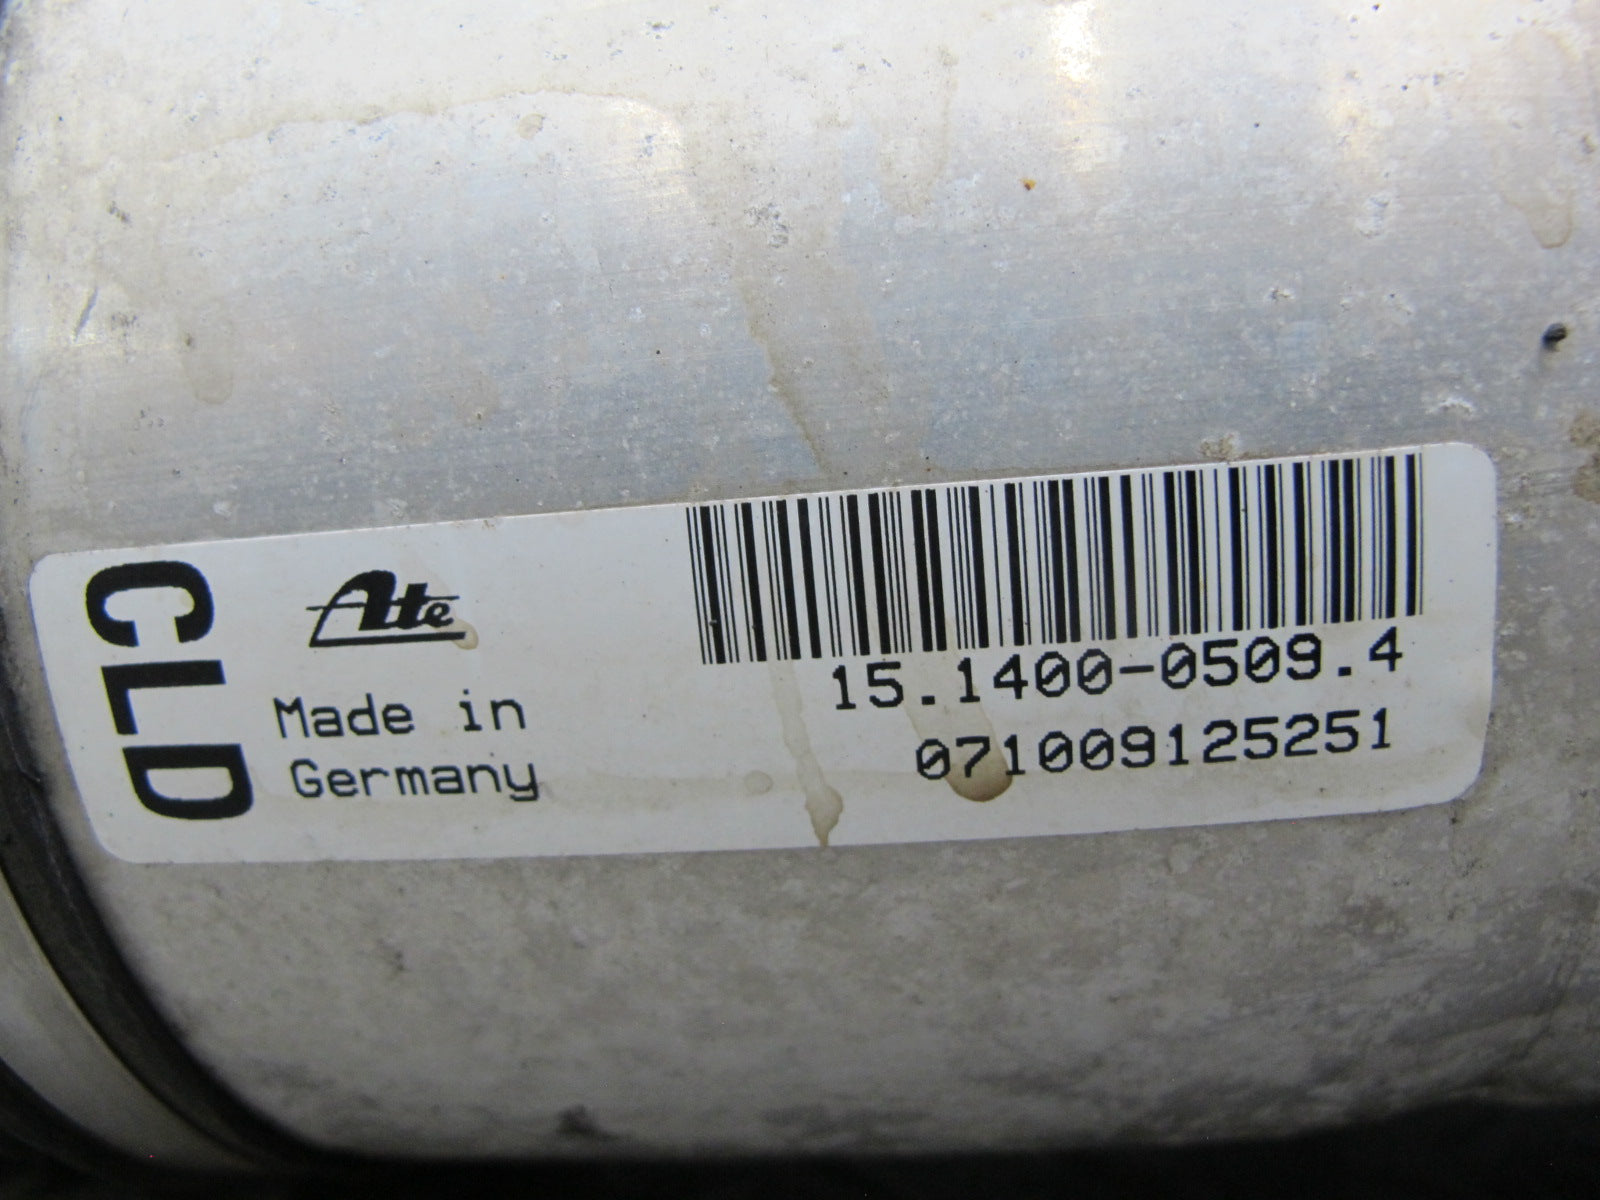 CLD
Ate
Made in
Germany
15.1400-0509.4
071009125251